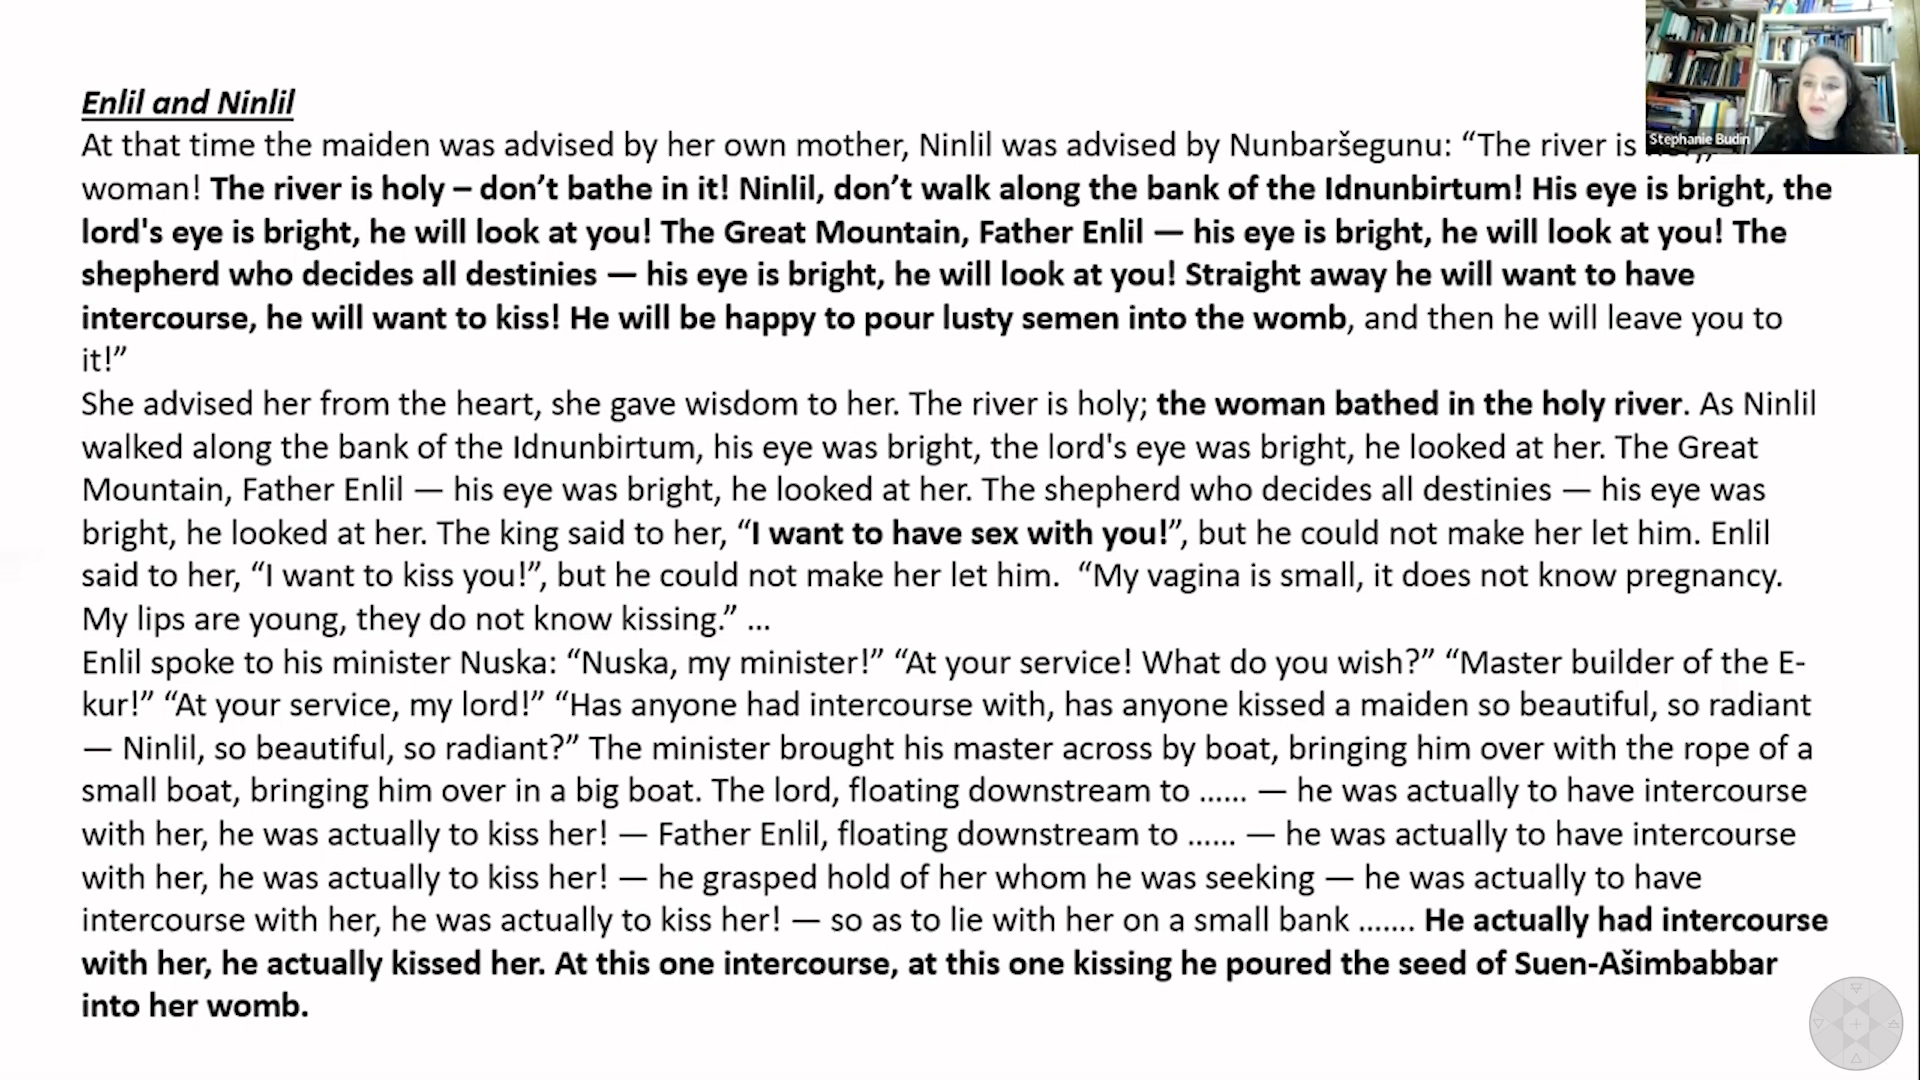 Enlil and Ninlil
At that time the maiden was advised by her own mother, Ninlil was advised by Nunbaršegunu: “The river is
woman! The river is holy – don’t bathe in it! Ninlil, don’t walk along the bank of the Idnunbirtum! His eye is bright, the
lord's eye is bright, he will look at you! The Great Mountain, Father Enlil — his eye is bright, he will look at you! The
shepherd who decides all destinies — his eye is bright, he will look at you! Straight away he will want to have
intercourse, he will want to kiss! He will be happy to pour lusty semen into the womb, and then he will leave you to
it!”
She advised her from the heart, she gave wisdom to her. The river is holy; the woman bathed in the holy river. As Ninlil
walked along the bank of the Idnunbirtum, his eye was bright, the lord's eye was bright, he looked at her. The Great
Mountain, Father Enlil — his eye was bright, he looked at her. The shepherd who decides all destinies — his eye was
bright, he looked at her. The king said to her, “I want to have sex with you!”, but he could not make her let him. Enlil
said to her, “I want to kiss you!”, but he could not make her let him.  “My vagina is small, it does not know pregnancy.
My lips are young, they do not know kissing.” ...
Enlil spoke to his minister Nuska: “Nuska, my minister!” “At your service! What do you wish?” “Master builder of the E-
kur!” “At your service, my lord!” “Has anyone had intercourse with, has anyone kissed a maiden so beautiful, so radiant
— Ninlil, so beautiful, so radiant?” The minister brought his master across by boat, bringing him over with the rope of a
small boat, bringing him over in a big boat. The lord, floating downstream to ...... — he was actually to have intercourse
with her, he was actually to kiss her! — Father Enlil, floating downstream to ...... — he was actually to have intercourse
with her, he was actually to kiss her! — he grasped hold of her whom he was seeking — he was actually to have
intercourse with her, he was actually to kiss her! — so as to lie with her on a small bank ....... He actually had intercourse
with her, he actually kissed her. At this one intercourse, at this one kissing he poured the seed of Suen-Ašimbabbar
into her womb.
Stephanie Budin